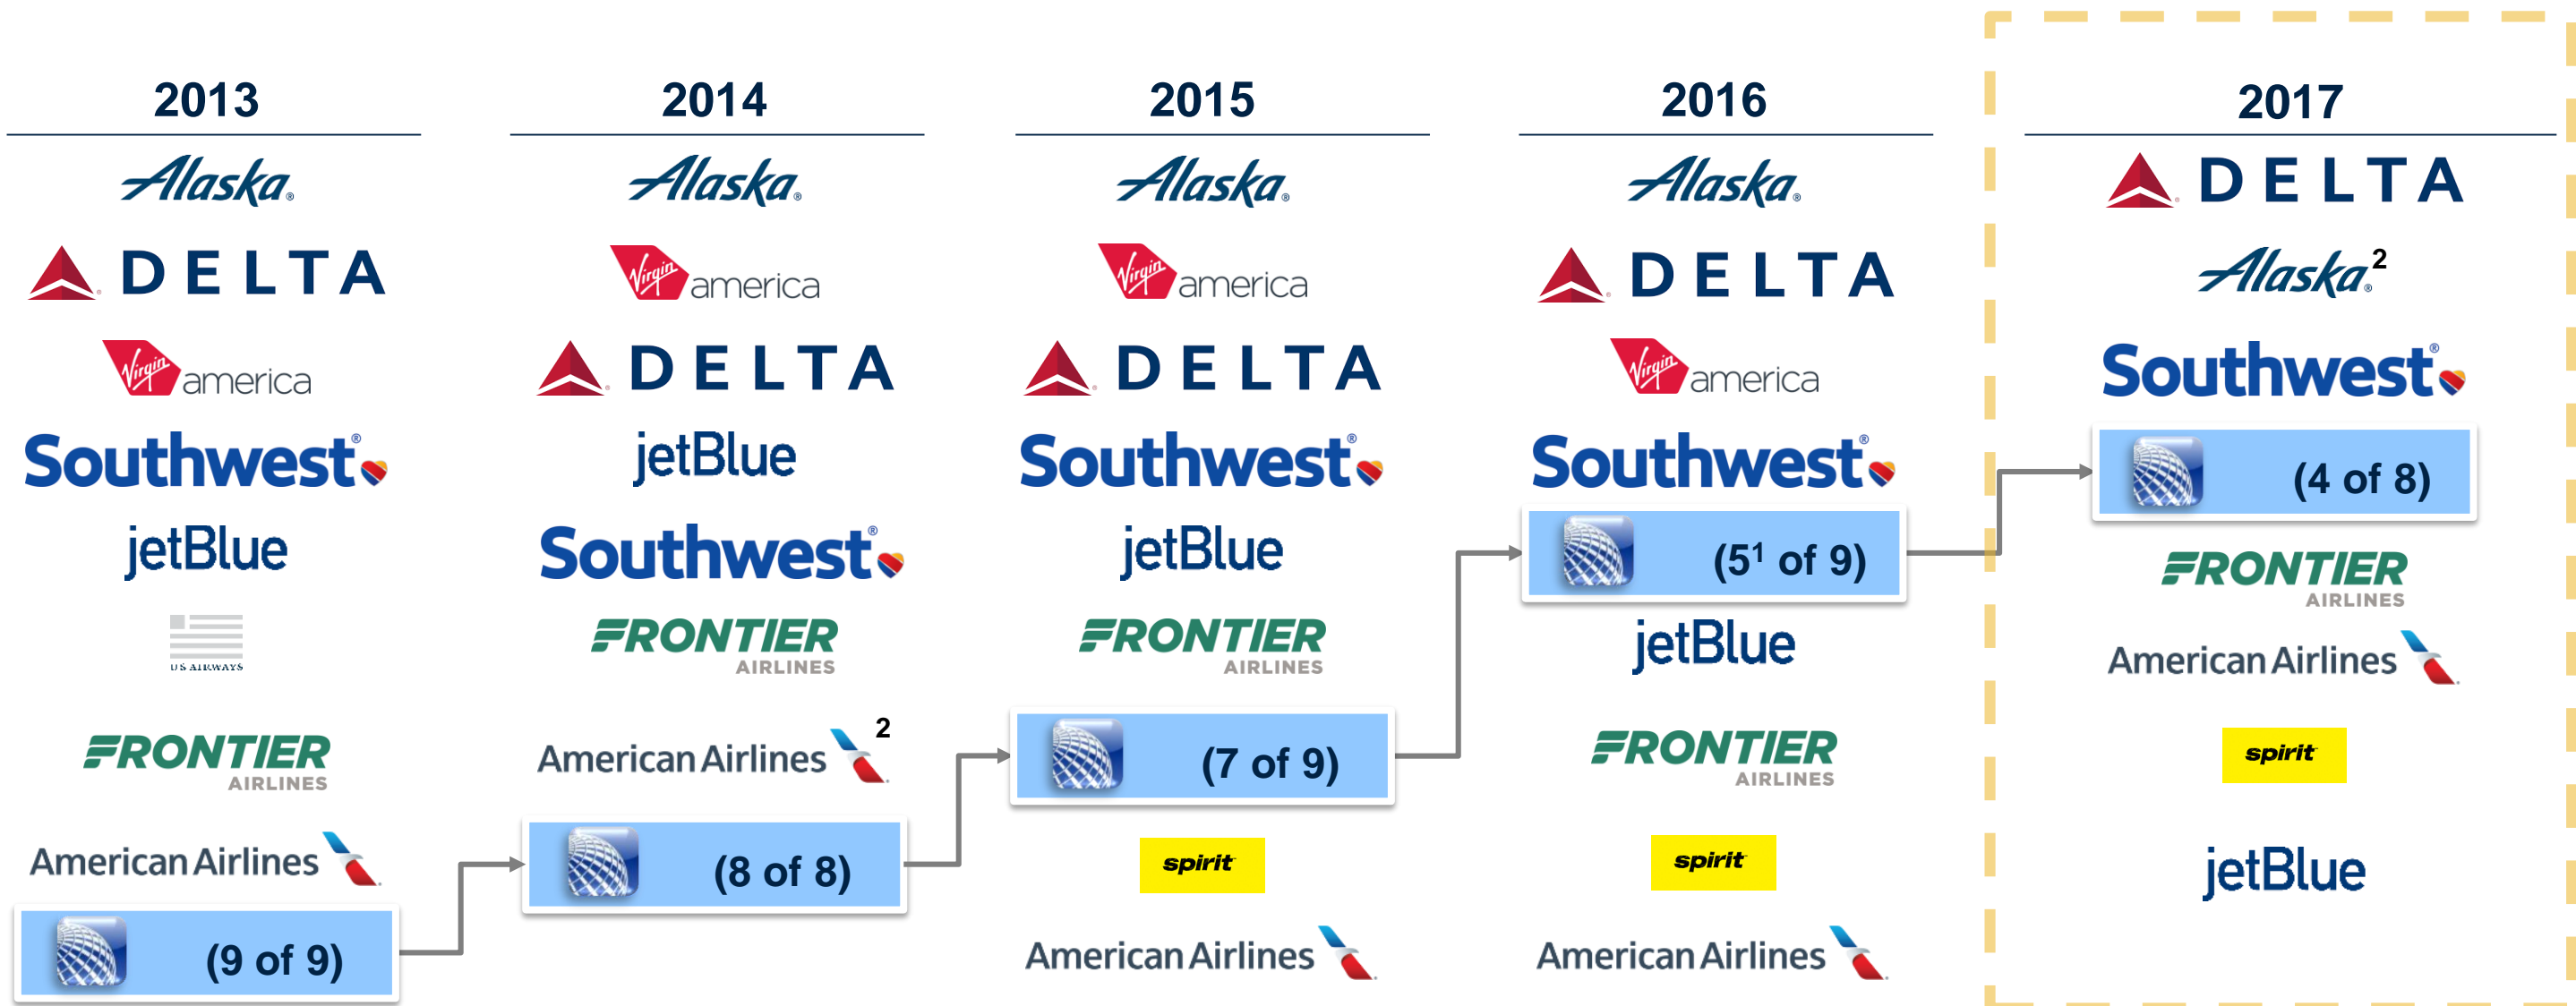 2013
Alaska®
DELTA
Virgin america
Southwest®
jetBlue
US AIRWAYS
FRONTIER
AIRLINES
American Airlines
(9 of 9)
2014
Alaska®
Virgin america
DELTA
jetBlue
Southwest®
FRONTIER
AIRLINES
American Airlines 2
(8 of 8)
2015
Alaska®
Virgin america
DELTA
Southwest®
jetBlue
FRONTIER
AIRLINES
(7 of 9)
spirit
American Airlines
2016
Alaska®
DELTA
Virgin america
Southwest®
(5¹ of 9)
jetBlue
FRONTIER
AIRLINES
spirit
American Airlines
2017
DELTA
Alaska® 2
Southwest®
(4 of 8)
FRONTIER
AIRLINES
American Airlines
spirit
jetBlue